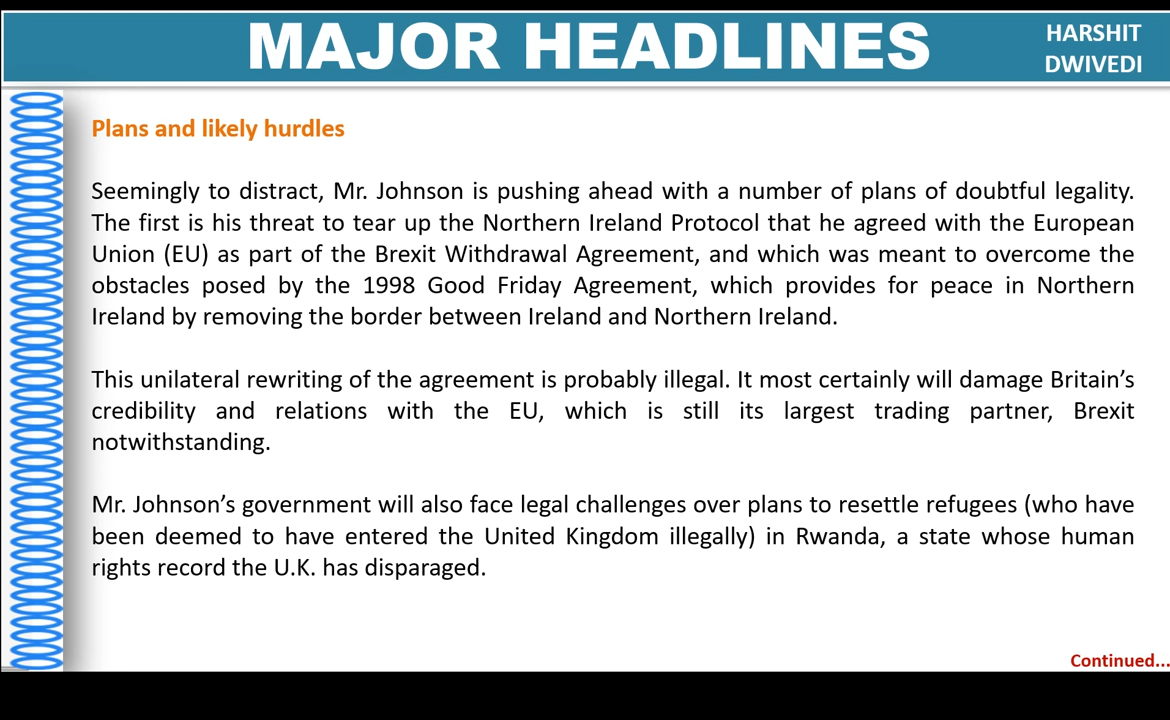 MAJOR HEADLINES
HARSHIT
DWIVEDI
Plans and likely hurdles
Seemingly to distract, Mr. Johnson is pushing ahead with a number of plans of doubtful legality.
The first is his threat to tear up the Northern Ireland Protocol that he agreed with the European
Union (EU) as part of the Brexit Withdrawal Agreement, and which was meant to overcome the
obstacles posed by the 1998 Good Friday Agreement, which provides for peace in Northern
Ireland by removing the border between Ireland and Northern Ireland.
This unilateral rewriting of the agreement is probably illegal. It most certainly will damage Britain’s
credibility and relations with the EU, which is still its largest trading partner, Brexit
notwithstanding.
Mr. Johnson’s government will also face legal challenges over plans to resettle refugees (who have
been deemed to have entered the United Kingdom illegally) in Rwanda, a state whose human
rights record the U.K. has disparaged.
Continued...